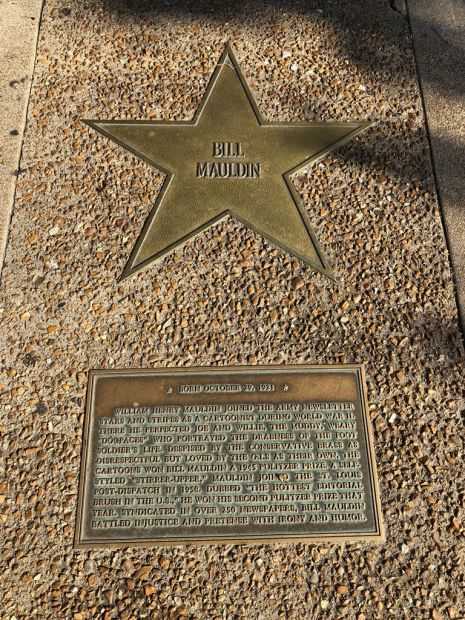 BILL
MAULDIN
★ BORN OCTOBER 29, 1921 ★
WILLIAM HENRY MAULDIN JOINED THE ARMY NEWSLETTER
STARS AND STRIPES AS A CARTOONIST DURING WORLD WAR II.
THERE HE PERFECTED JOE AND WILLIE, THE MUDDY, WEARY
"DOGFACES" WHO PORTRAYED THE DRABNESS OF THE FOOT
SOLDIER'S LIFE. DESPISED BY THE CONSERVATIVE BRASS AS
DISRESPECTFUL BUT LOVED BY THE GI.S AS THEIR OWN, THE
CARTOONS WON BILL MAULDIN A 1945 PULITZER PRIZE. A SELF-
STYLED "STIRRER-UPPER," MAULDIN JOINED THE ST. LOUIS
POST-DISPATCH IN 1958. DUBBED "THE HOTTEST EDITORIAL
BRUSH IN THE U.S.," HE WON HIS SECOND PULITZER PRIZE THAT
YEAR. SYNDICATED IN OVER 250 NEWSPAPERS, BILL MAULDIN
BATTLED INJUSTICE AND PRETENSE WITH IRONY AND HUMOR.